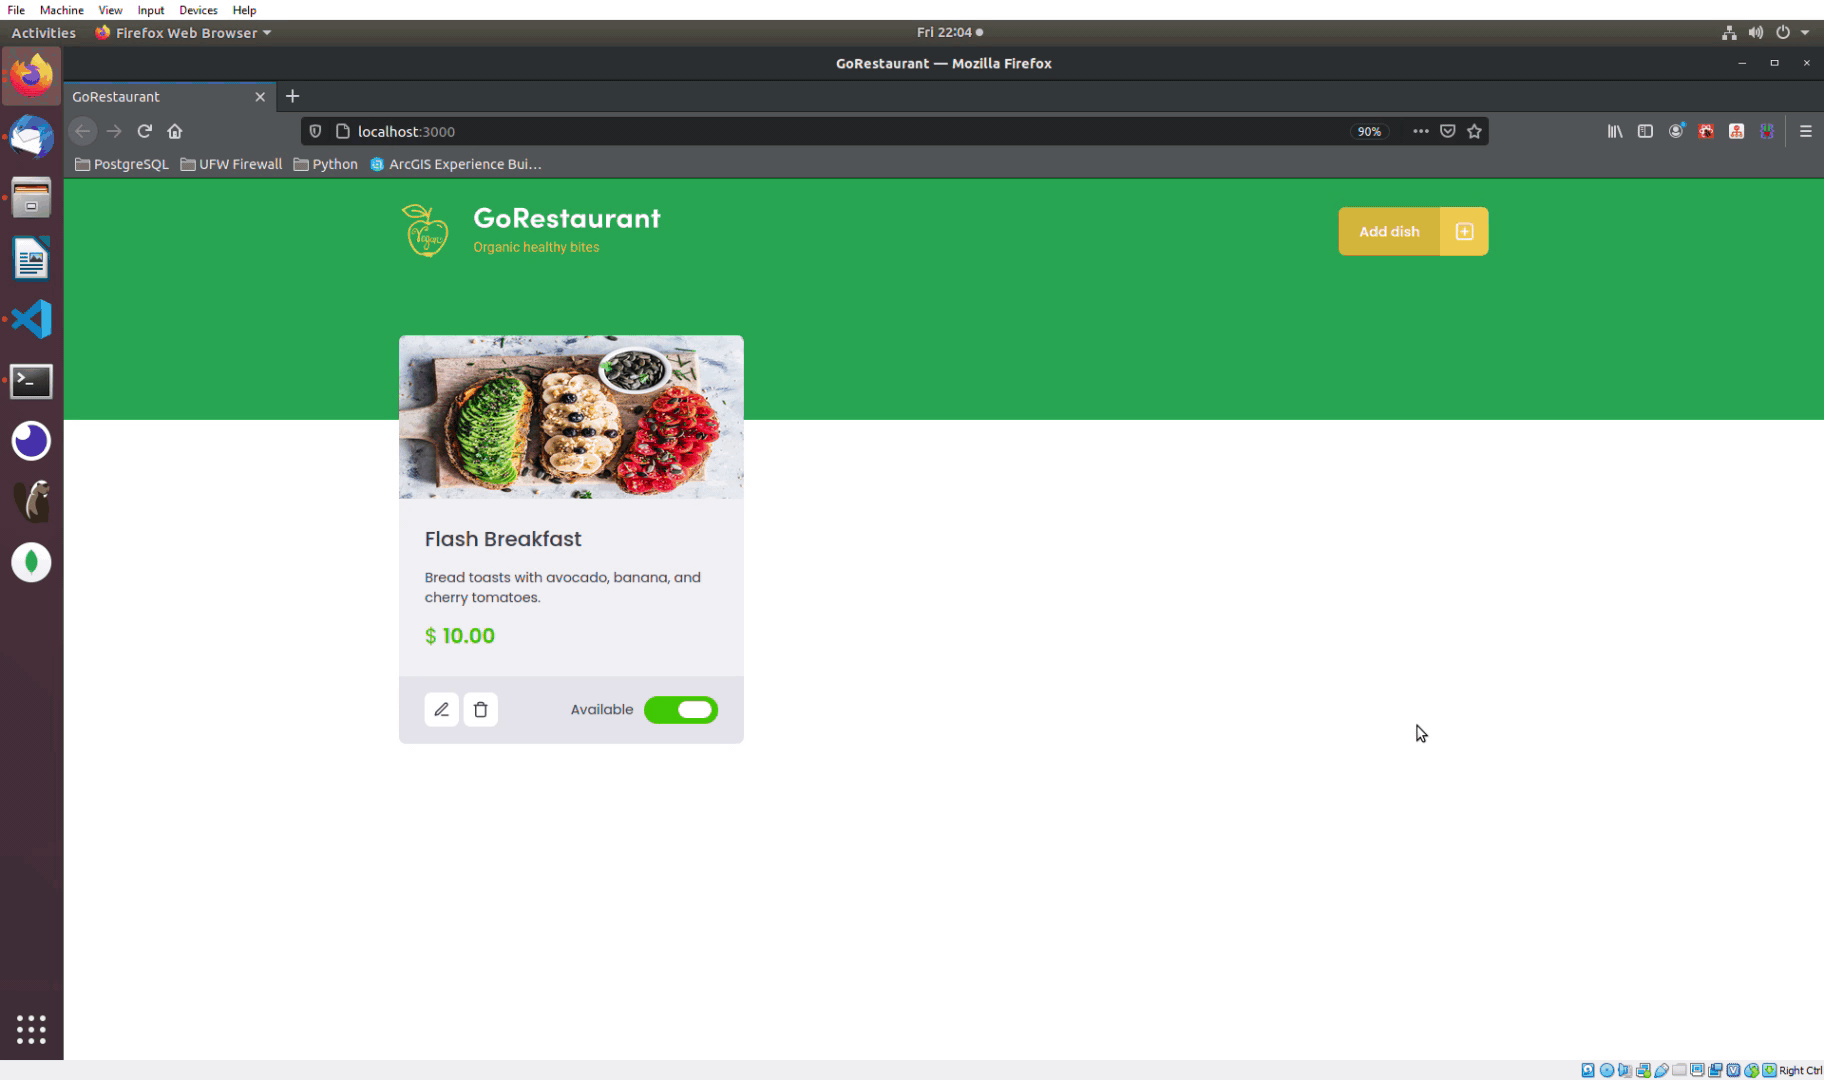 File Machine View Input Devices Help
Activities Firefox Web Browser Fri 22:04
GoRestaurant — Mozilla Firefox
GoRestaurant
localhost:3000 90%
PostgreSQL UFW Firewall Python ArcGIS Experience Bui…
Vegan
GoRestaurant
Organic healthy bites
Add dish
Flash Breakfast
Bread toasts with avocado, banana, and
cherry tomatoes.
$ 10.00
Available
Right Ctrl